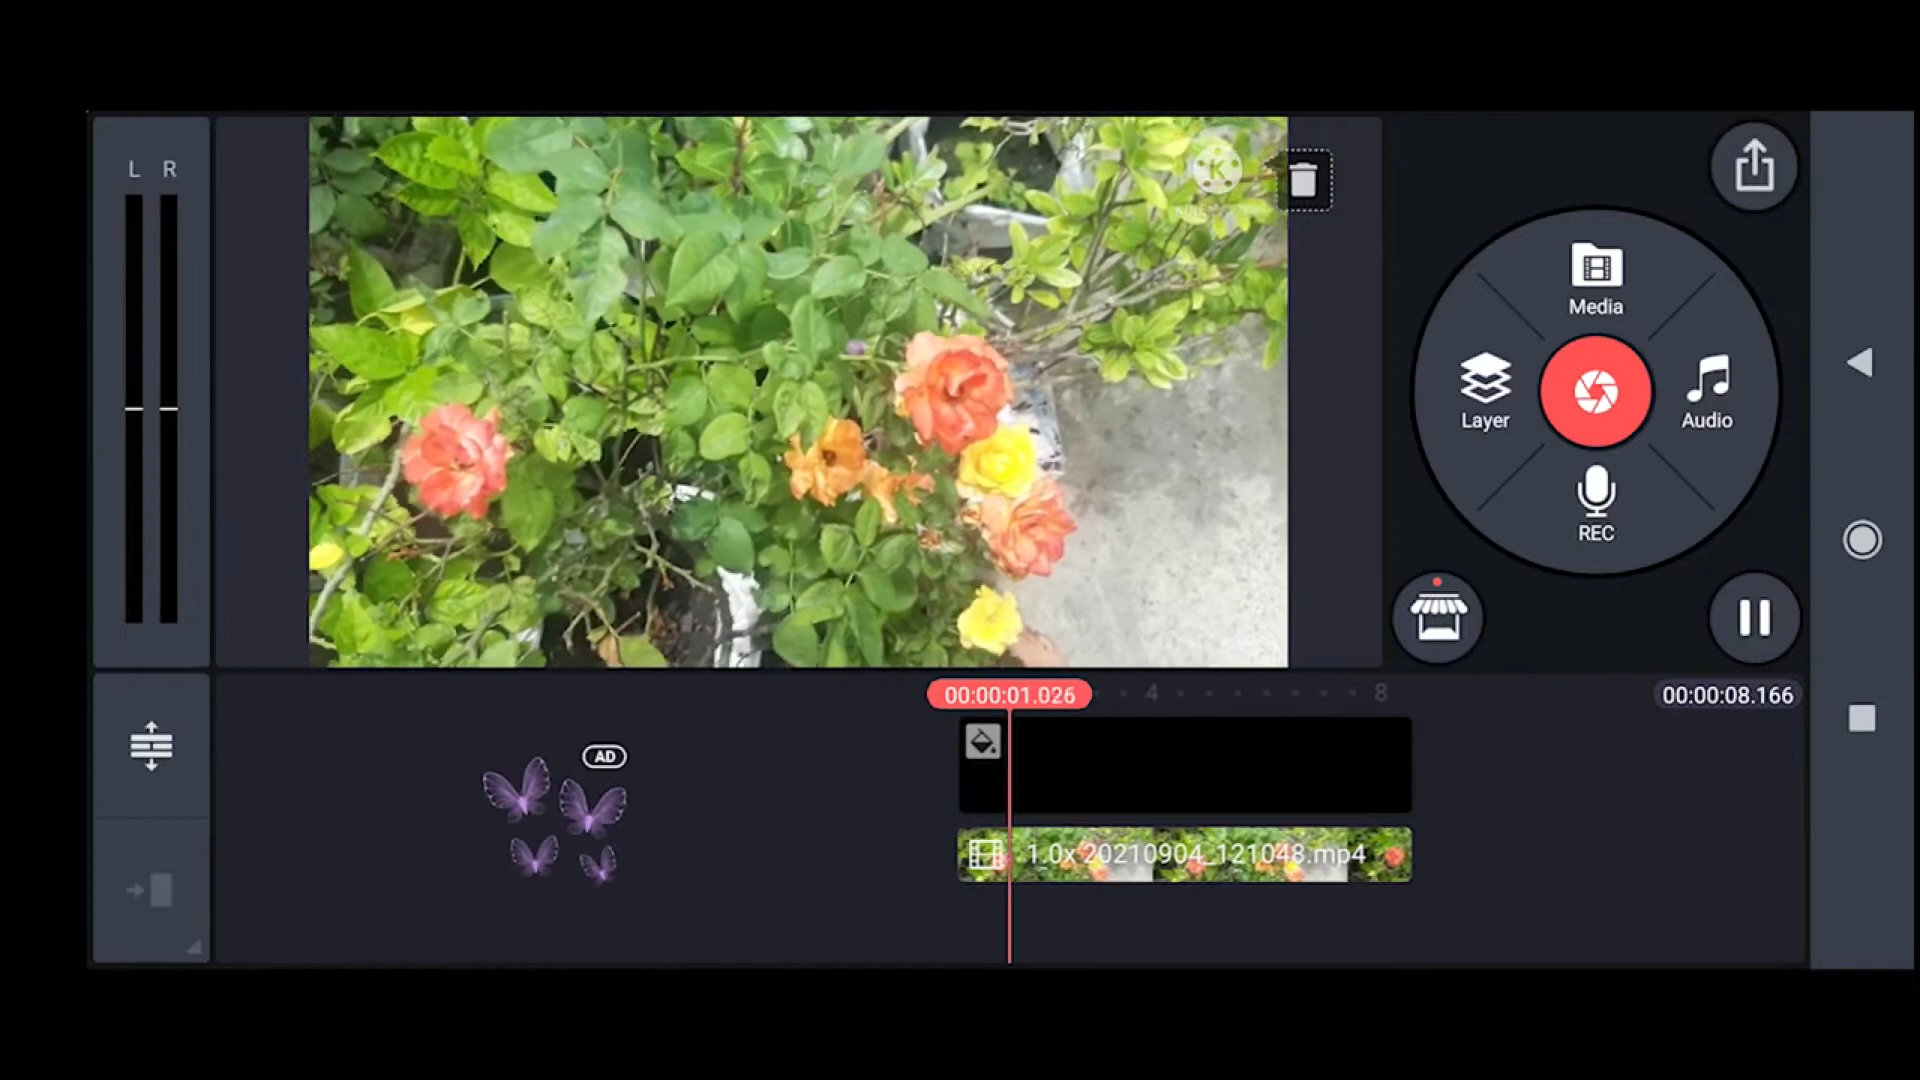 L R
K
Media
Layer
Audio
REC
00:00:01.026
4
8
00:00:08.166
AD
1.0x 20210904_121048.mp4